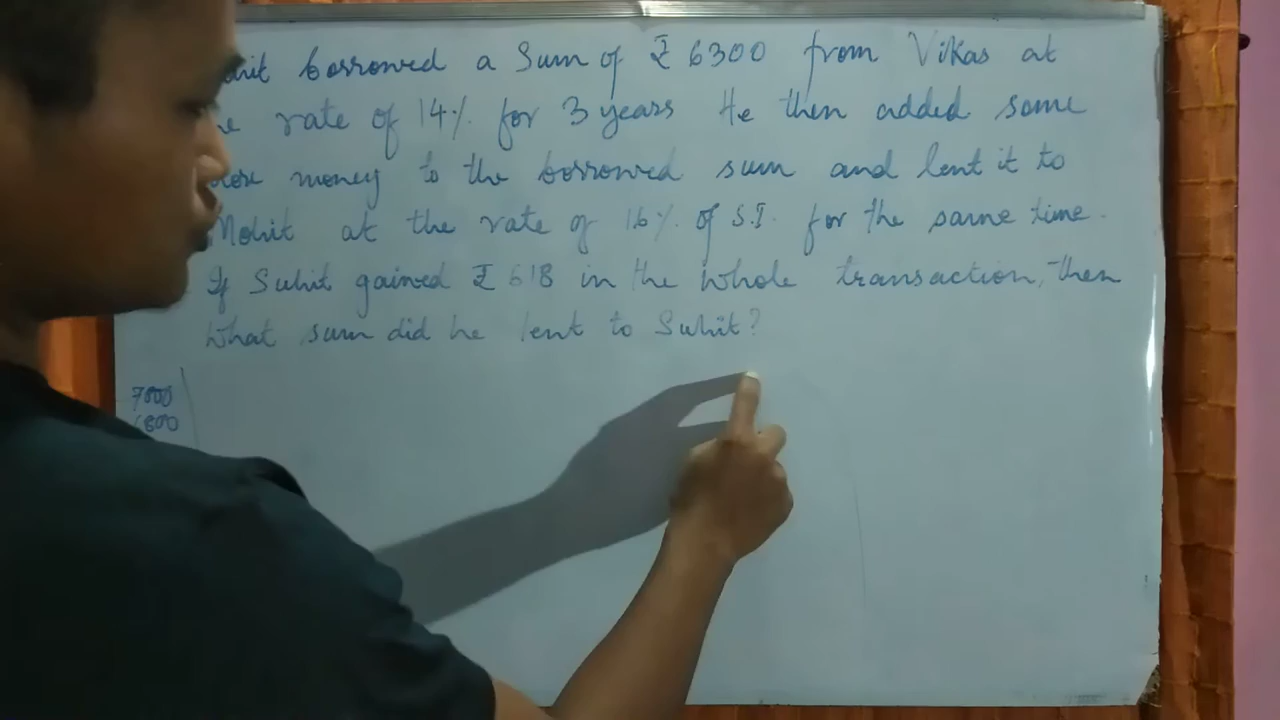 borrowed a Sum of ₹ 6300 from Vikas at
rate of 14% for 3 years He then added some
money to the borrowed sum and lent it to
Mohit at the rate of 16% of S.I. for the same time.
If Suhit gained ₹ 618 in the whole transaction, then
What sum did he lent to Suhit?
7800